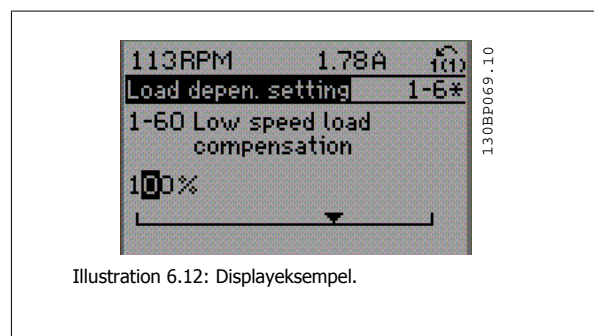 113RPM 1.78A 1(1)
Load depen. setting 1-6*
1-60 Low speed load
compensation
100%
130BP069.10
Illustration 6.12: Displayeksempel.